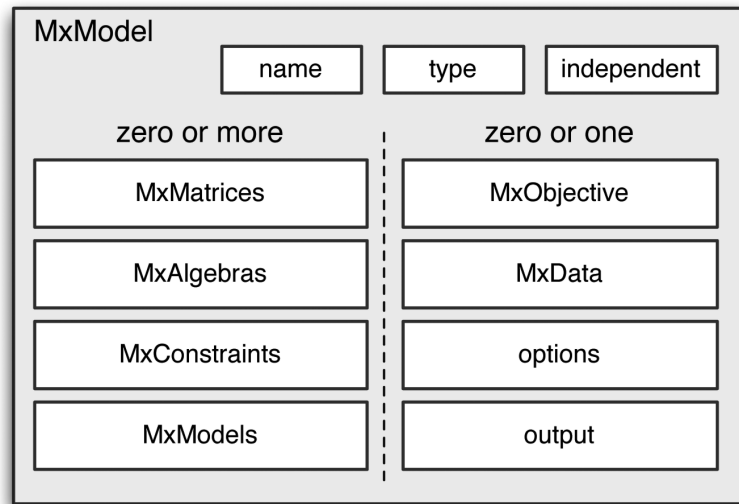 MxModel
name type independent
zero or more zero or one
MxMatrices MxObjective
MxAlgebras MxData
MxConstraints options
MxModels output